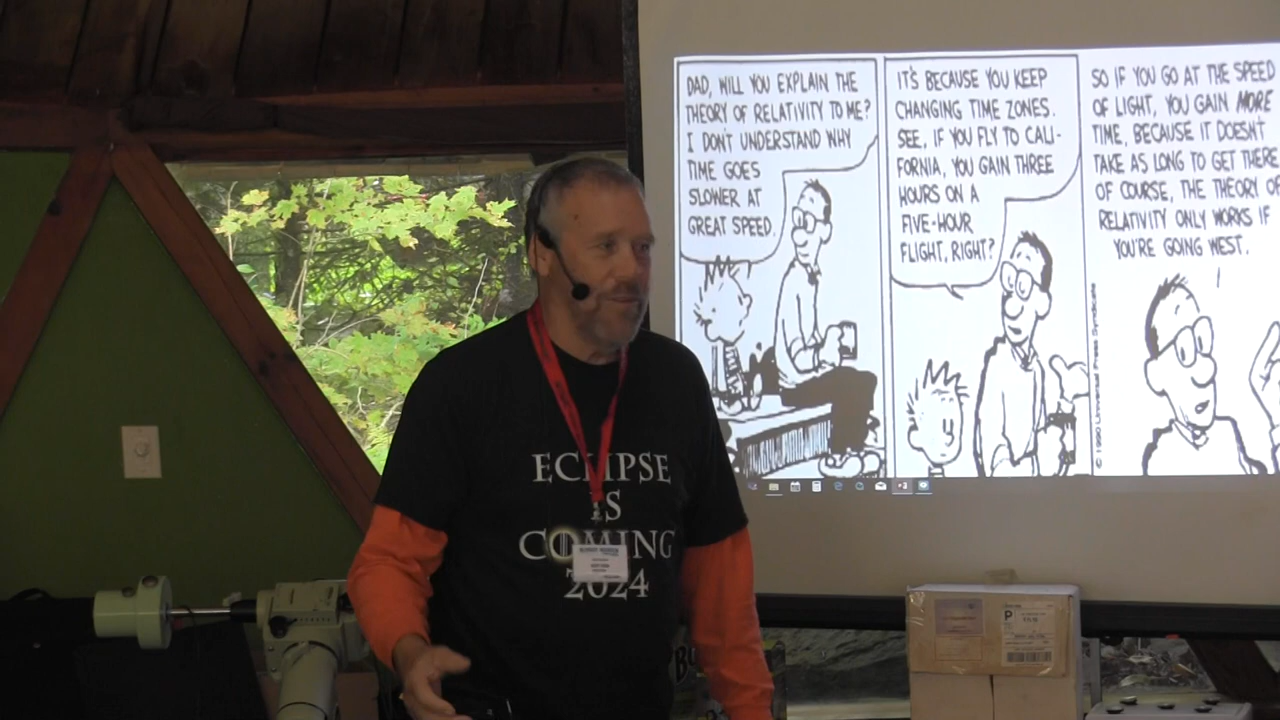 DAD, WILL YOU EXPLAIN THE
THEORY OF RELATIVITY TO ME?
I DON'T UNDERSTAND WHY
TIME GOES
SLOWER AT
GREAT SPEED.
IT'S BECAUSE YOU KEEP
CHANGING TIME ZONES.
SEE, IF YOU FLY TO CALI-
FORNIA, YOU GAIN THREE
HOURS ON A
FIVE-HOUR
FLIGHT, RIGHT?
SO IF YOU GO AT THE SPEED
OF LIGHT, YOU GAIN MORE
TIME, BECAUSE IT DOESN'T
TAKE AS LONG TO GET THERE
OF COURSE, THE THEORY OF
RELATIVITY ONLY WORKS IF
YOU'RE GOING WEST.
© 1990 Universal Press Syndicate
ECLIPSE
IS
COMING
2024
P